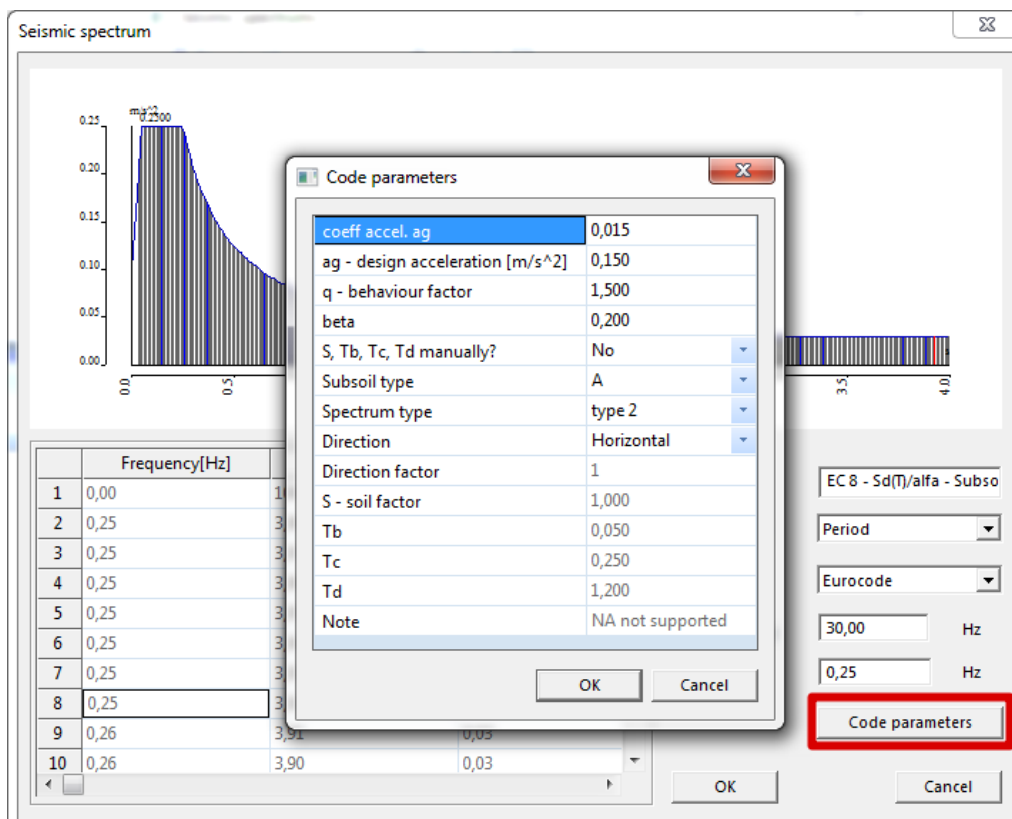 Seismic spectrum
m/s^2
0.2500
0.25
0.20
0.15
0.10
0.05
0.00
0.0
0.5
3.5
4.0
Code parameters
coeff accel. ag 0,015
ag - design acceleration [m/s^2] 0,150
q - behaviour factor 1,500
beta 0,200
S, Tb, Tc, Td manually? No
Subsoil type A
Spectrum type type 2
Direction Horizontal
Direction factor 1
S - soil factor 1,000
Tb 0,050
Tc 0,250
Td 1,200
Note NA not supported
OK Cancel
Frequency[Hz]
1 0,00
2 0,25
3 0,25
4 0,25
5 0,25
6 0,25
7 0,25
8 0,25
9 0,26 3,91 0,03
10 0,26 3,90 0,03
EC 8 - Sd(T)/alfa - Subso
Period
Eurocode
30,00 Hz
0,25 Hz
Code parameters
OK Cancel